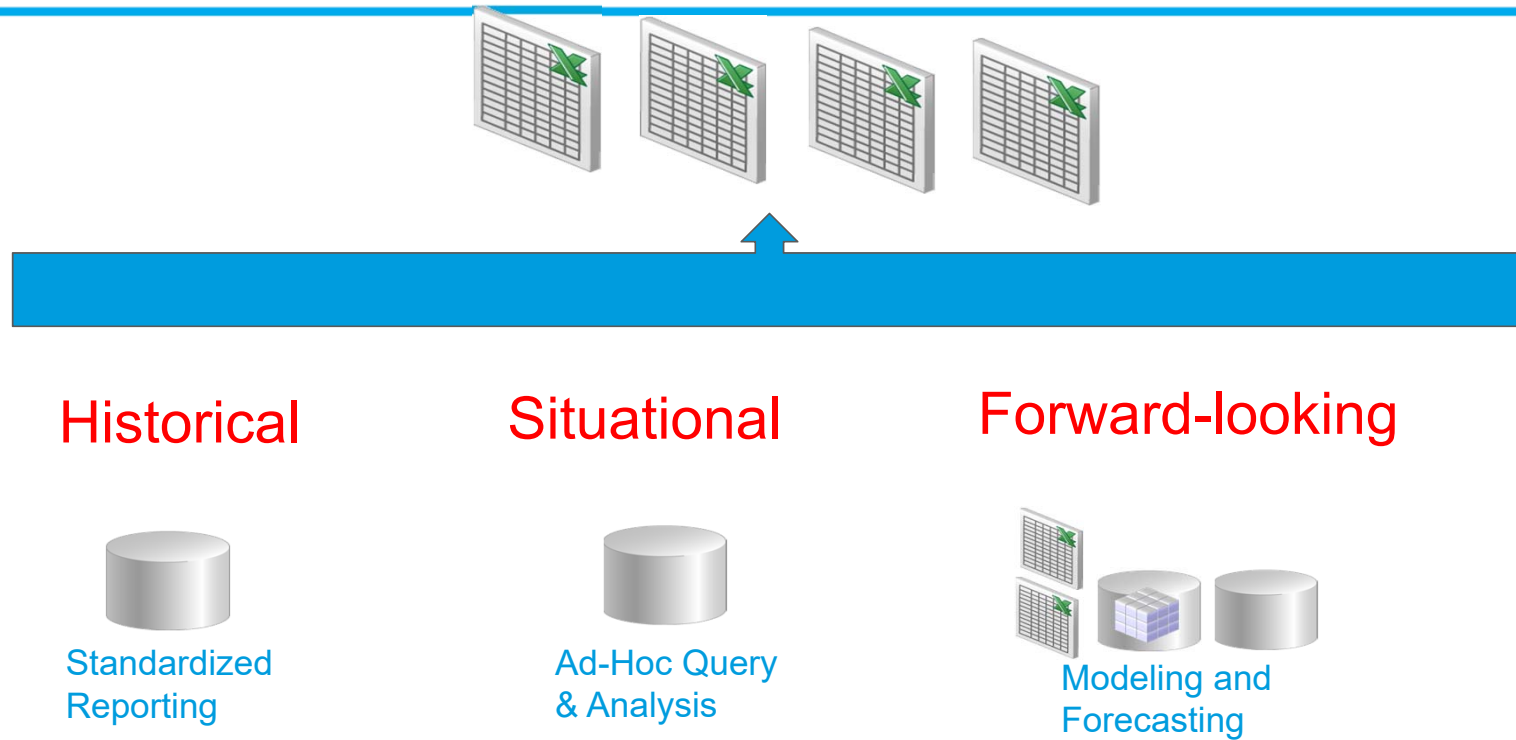 Historical
Situational
Forward-looking
Standardized
Reporting
Ad-Hoc Query
& Analysis
Modeling and
Forecasting